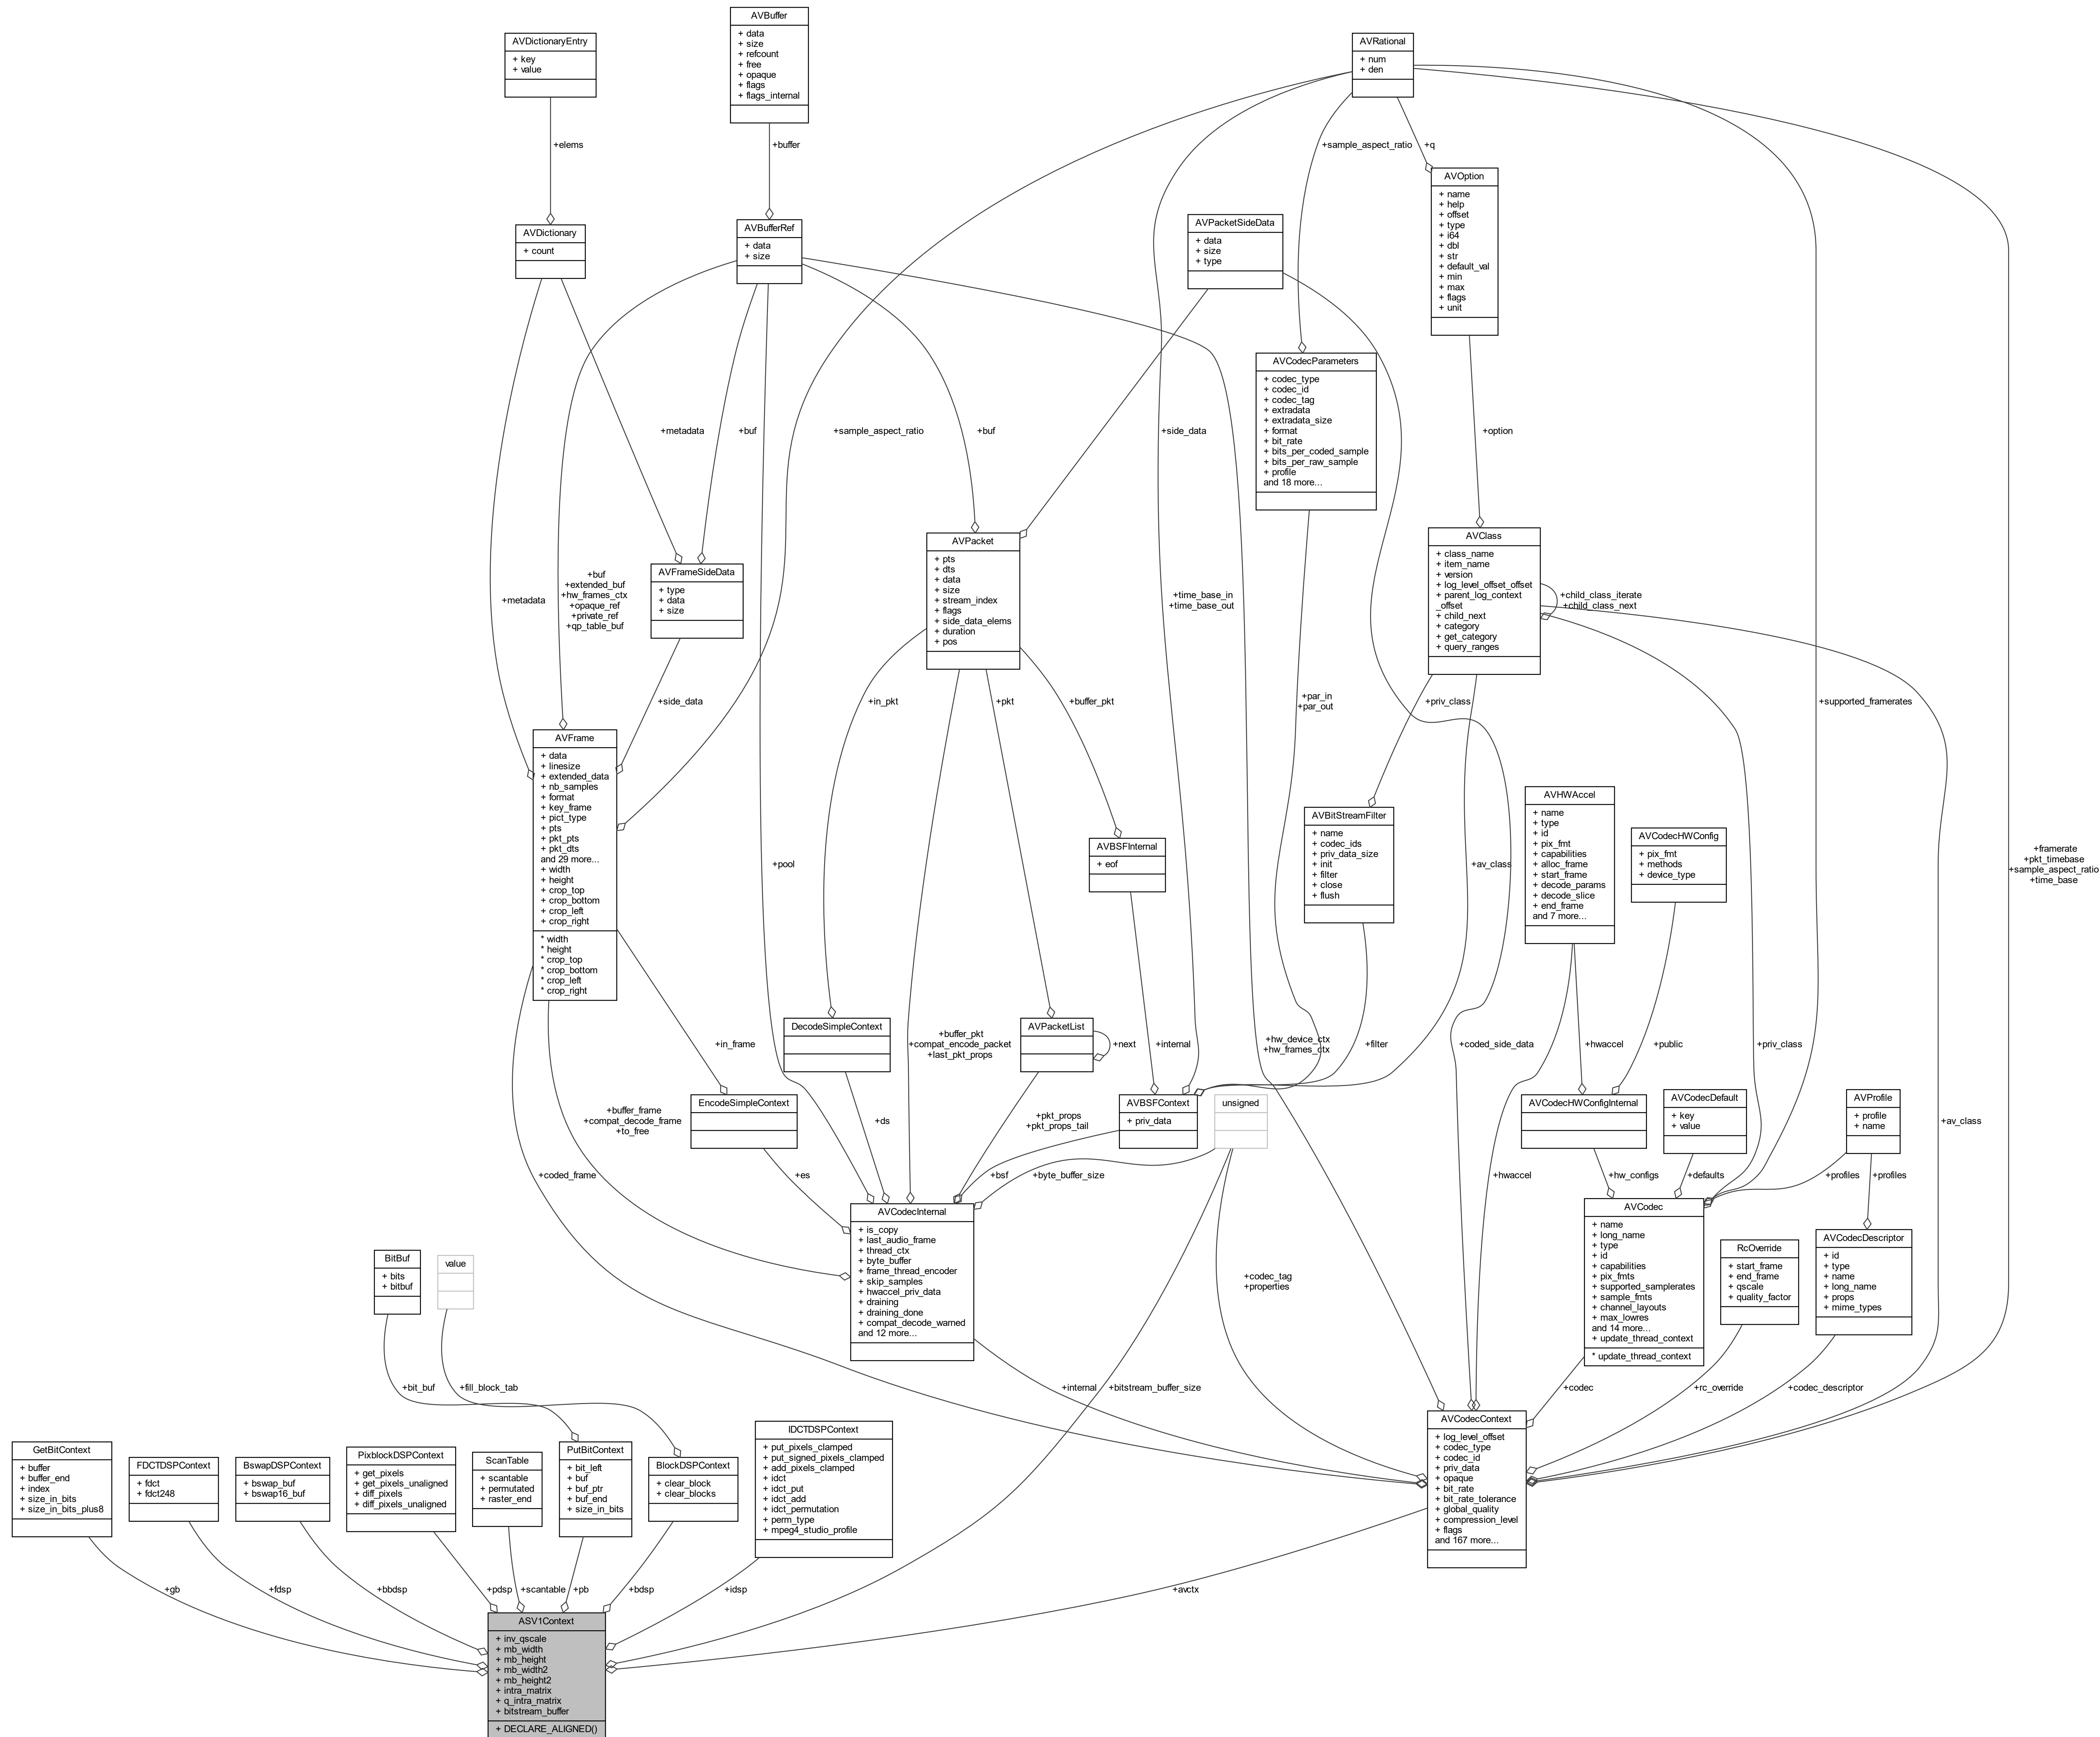 AVBuffer
+ data
+ size
+ refcount
+ free
+ opaque
+ flags
+ flags_internal
AVDictionaryEntry
+ key
+ value
AVRational
+ num
+ den
+elems
+buffer
+sample_aspect_ratio
+q
AVOption
+ name
+ help
+ offset
+ type
+ i64
+ dbl
+ str
+ default_val
+ min
+ max
+ flags
+ unit
AVDictionary
+ count
AVBufferRef
+ data
+ size
AVPacketSideData
+ data
+ size
+ type
AVCodecParameters
+ codec_type
+ codec_id
+ codec_tag
+ extradata
+ extradata_size
+ format
+ bit_rate
+ bits_per_coded_sample
+ bits_per_raw_sample
+ profile
and 18 more...
+metadata
+buf
+sample_aspect_ratio
+buf
+side_data
+option
AVPacket
+ pts
+ dts
+ data
+ size
+ stream_index
+ flags
+ side_data_elems
+ duration
+ pos
AVClass
+ class_name
+ item_name
+ version
+ log_level_offset_offset
+ parent_log_context
_offset
+ child_next
+ category
+ get_category
+ query_ranges
+child_class_iterate
+child_class_next
AVFrameSideData
+ type
+ data
+ size
+metadata
+buf
+extended_buf
+hw_frames_ctx
+opaque_ref
+private_ref
+qp_table_buf
+time_base_in
+time_base_out
+side_data
+in_pkt
+pkt
+buffer_pkt
+par_in
+par_out
+priv_class
+supported_framerates
AVFrame
+ data
+ linesize
+ extended_data
+ nb_samples
+ format
+ key_frame
+ pict_type
+ pts
+ pkt_pts
+ pkt_dts
and 29 more...
+ width
+ height
+ crop_top
+ crop_bottom
+ crop_left
+ crop_right
* width
* height
* crop_top
* crop_bottom
* crop_left
* crop_right
+pool
AVBSFInternal
+ eof
AVBitStreamFilter
+ name
+ codec_ids
+ priv_data_size
+ init
+ filter
+ close
+ flush
+av_class
AVHWAccel
+ name
+ type
+ id
+ pix_fmt
+ capabilities
+ alloc_frame
+ start_frame
+ decode_params
+ decode_slice
+ end_frame
and 7 more...
AVCodecHWConfig
+ pix_fmt
+ methods
+ device_type
+framerate
+pkt_timebase
+sample_aspect_ratio
+time_base
+in_frame
DecodeSimpleContext
+buffer_pkt
+compat_encode_packet
+last_pkt_props
AVPacketList
+next
+internal
+hw_device_ctx
+hw_frames_ctx
+filter
+coded_side_data
+hwaccel
+public
+priv_class
EncodeSimpleContext
+buffer_frame
+compat_decode_frame
+to_free
+ds
+pkt_props
+pkt_props_tail
AVBSFContext
+ priv_data
unsigned
AVCodecHWConfigInternal
AVCodecDefault
+ key
+ value
AVProfile
+ profile
+ name
+av_class
+coded_frame
+es
+bsf
+byte_buffer_size
+hwaccel
+hw_configs
+defaults
+profiles
+profiles
AVCodecInternal
+ is_copy
+ last_audio_frame
+ thread_ctx
+ byte_buffer
+ frame_thread_encoder
+ skip_samples
+ hwaccel_priv_data
+ draining
+ draining_done
+ compat_decode_warned
and 12 more...
AVCodec
+ name
+ long_name
+ type
+ id
+ capabilities
+ pix_fmts
+ supported_samplerates
+ sample_fmts
+ channel_layouts
+ max_lowres
and 14 more...
+ update_thread_context
* update_thread_context
RcOverride
+ start_frame
+ end_frame
+ qscale
+ quality_factor
AVCodecDescriptor
+ id
+ type
+ name
+ long_name
+ props
+ mime_types
BitBuf
+ bits
+ bitbuf
value
+codec_tag
+properties
+bit_buf
+fill_block_tab
+internal
+bitstream_buffer_size
+codec
+rc_override
+codec_descriptor
GetBitContext
+ buffer
+ buffer_end
+ index
+ size_in_bits
+ size_in_bits_plus8
FDCTDSPContext
+ fdct
+ fdct248
BswapDSPContext
+ bswap_buf
+ bswap16_buf
PixblockDSPContext
+ get_pixels
+ get_pixels_unaligned
+ diff_pixels
+ diff_pixels_unaligned
ScanTable
+ scantable
+ permutated
+ raster_end
PutBitContext
+ bit_left
+ buf
+ buf_ptr
+ buf_end
+ size_in_bits
BlockDSPContext
+ clear_block
+ clear_blocks
IDCTDSPContext
+ put_pixels_clamped
+ put_signed_pixels_clamped
+ add_pixels_clamped
+ idct
+ idct_put
+ idct_add
+ idct_permutation
+ perm_type
+ mpeg4_studio_profile
AVCodecContext
+ log_level_offset
+ codec_type
+ codec_id
+ priv_data
+ opaque
+ bit_rate
+ bit_rate_tolerance
+ global_quality
+ compression_level
+ flags
and 167 more...
+gb
+fdsp
+bbdsp
+pdsp
+scantable
+pb
+bdsp
+idsp
+avctx
ASV1Context
+ inv_qscale
+ mb_width
+ mb_height
+ mb_width2
+ mb_height2
+ intra_matrix
+ q_intra_matrix
+ bitstream_buffer
+ DECLARE_ALIGNED()